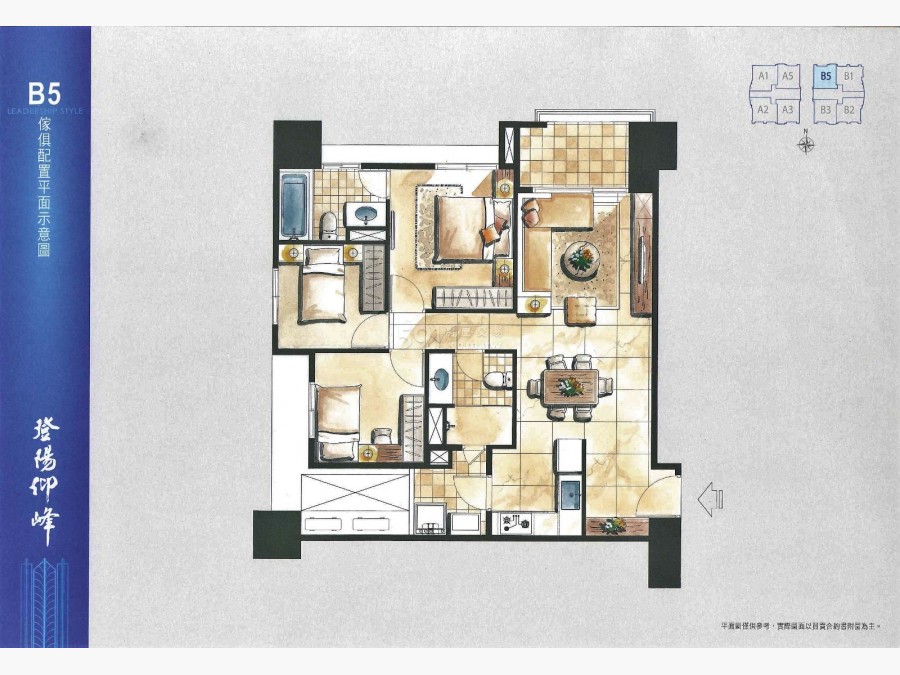 B5
LEADERSHIP STYLE
傢俱配置平面示意圖
登陽仰峰
A1 A5 B5 B1
A2 A3 B3 B2
N
平面圖僅供參考，實際圖面以買賣合約書附圖為主。